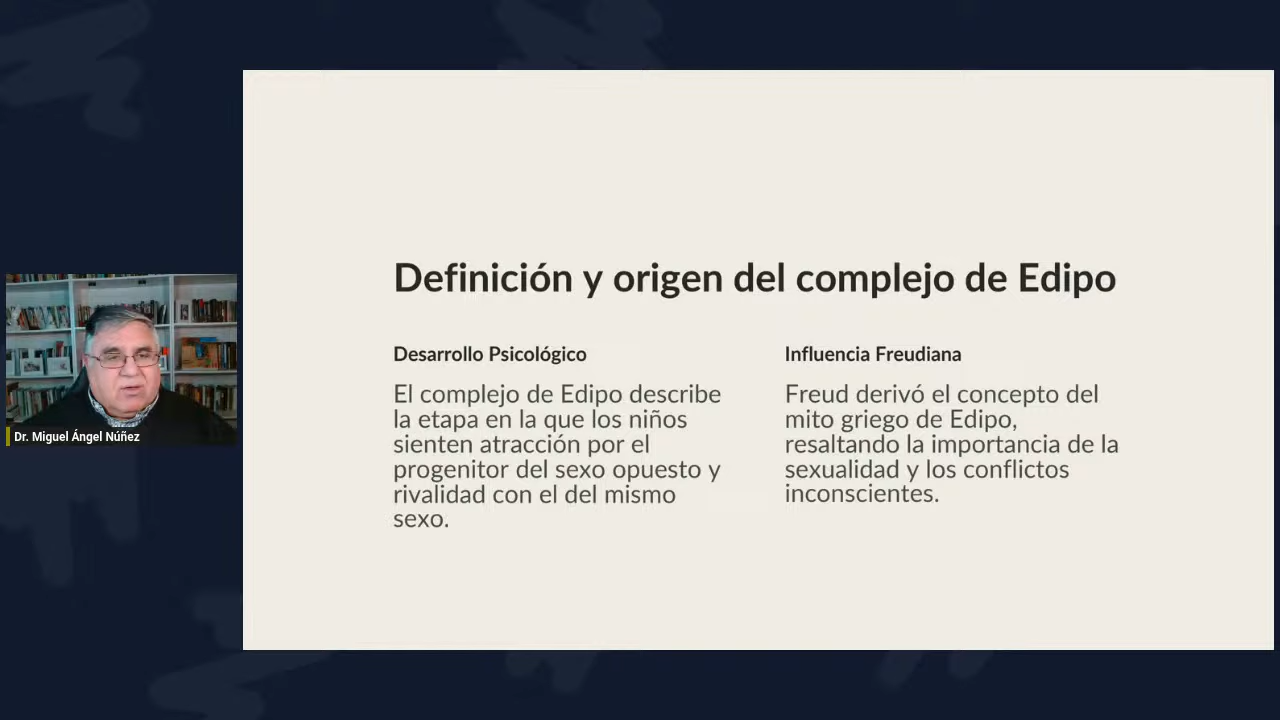 Definición y origen del complejo de Edipo
Desarrollo Psicológico
El complejo de Edipo describe
la etapa en la que los niños
sienten atracción por el
progenitor del sexo opuesto y
rivalidad con el del mismo
sexo.
Influencia Freudiana
Freud derivó el concepto del
mito griego de Edipo,
resaltando la importancia de la
sexualidad y los conflictos
inconscientes.
Dr. Miguel Ángel Núñez